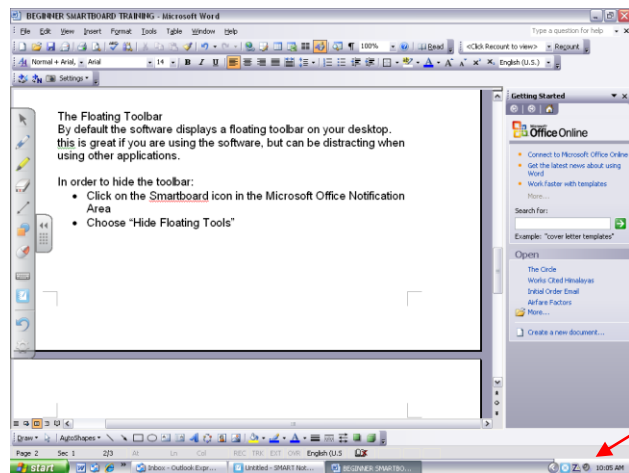 BEGINNER SMARTBOARD TRAINING - Microsoft Word
File Edit View Insert Format Tools Table Window Help
Type a question for help
100%
Read
<Click Recount to view>
Recount
Normal + Arial, Arial 14 B I U
English (U.S.)
Settings
The Floating Toolbar
By default the software displays a floating toolbar on your desktop.
this is great if you are using the software, but can be distracting when
using other applications.
In order to hide the toolbar:
• Click on the Smartboard icon in the Microsoft Office Notification
Area
• Choose “Hide Floating Tools”
Getting Started
Office Online
• Connect to Microsoft Office Online
• Get the latest news about using
Word
• Work faster with templates
More...
Search for:
Example: "cover letter templates"
Open
The Circle
Works Cited Himalayas
Initial Order Email
Airfare Factors
More...
Create a new document...
Draw AutoShapes
Page 2 Sec 1 2/3 At Ln Col REC TRK EXT OVR English (U.S
start
Inbox - Outlook Expr...
Untitled - SMART Not...
BEGINNER SMARTBO...
10:05 AM